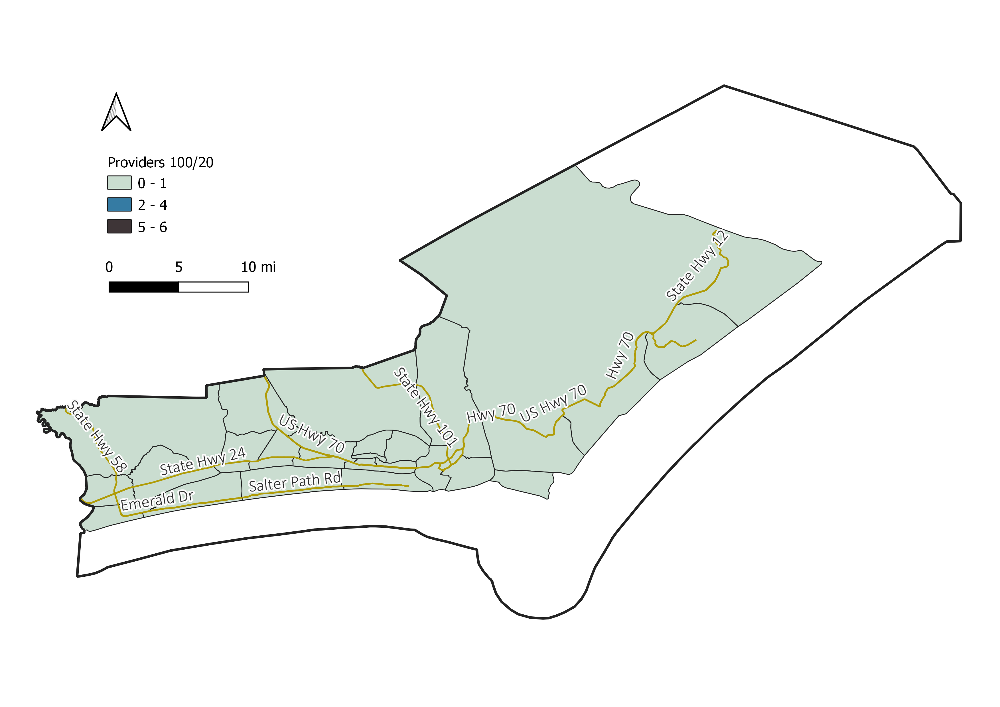 Providers 100/20
0 - 1
2 - 4
5 - 6
0 5 10 mi
State Hwy 12
Hwy 70
US Hwy 70
Hwy 70
State Hwy 101
US Hwy 70
State Hwy 58
State Hwy 24
Salter Path Rd
Emerald Dr